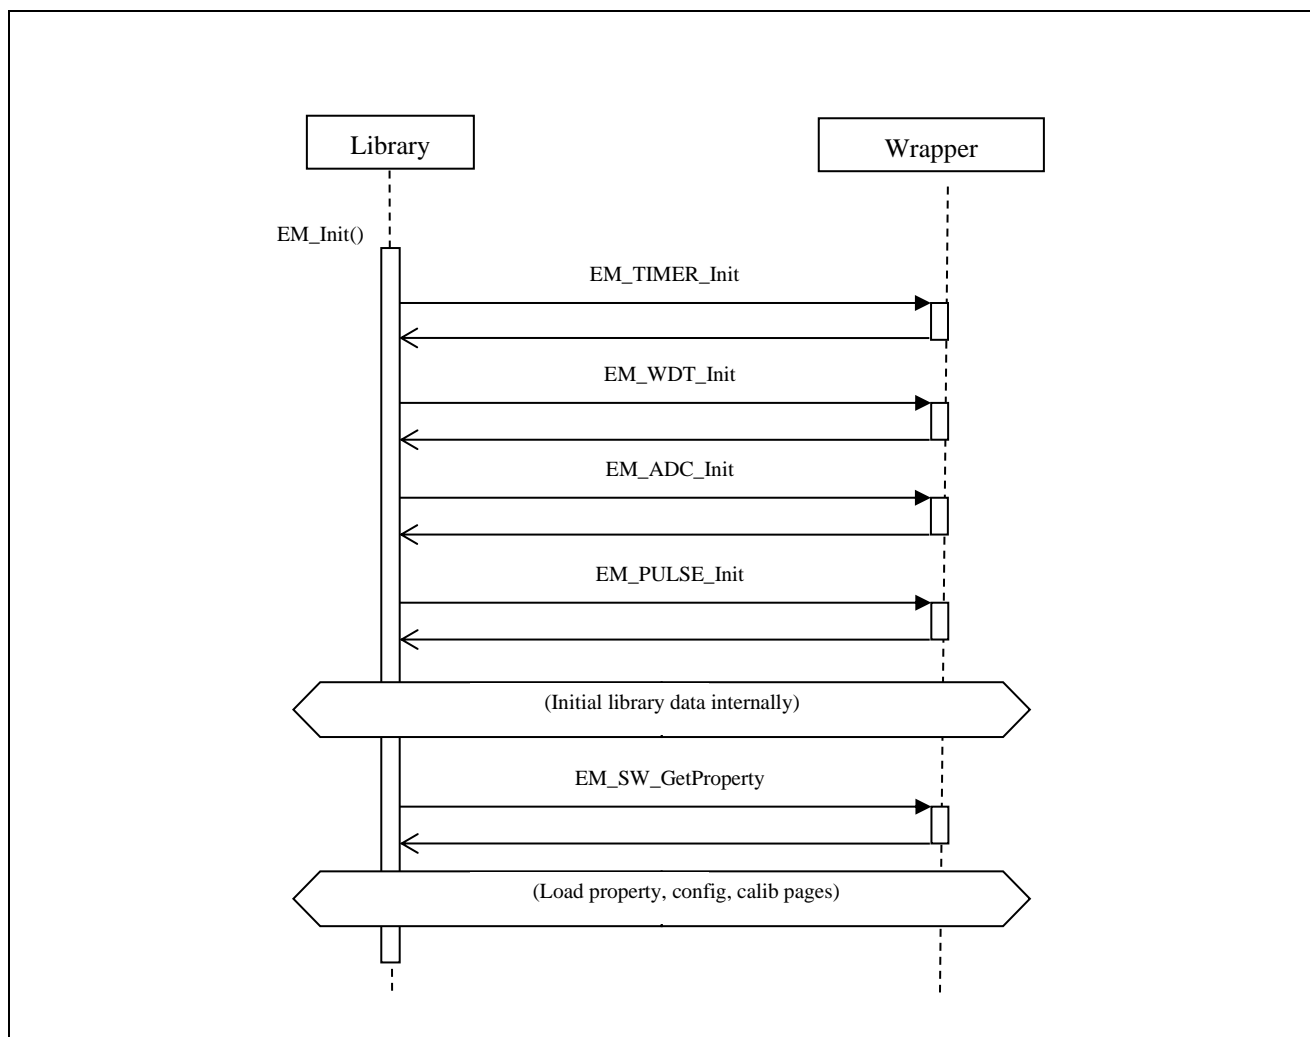 Library
Wrapper
EM_Init()
EM_TIMER_Init
EM_WDT_Init
EM_ADC_Init
EM_PULSE_Init
(Initial library data internally)
EM_SW_GetProperty
(Load property, config, calib pages)